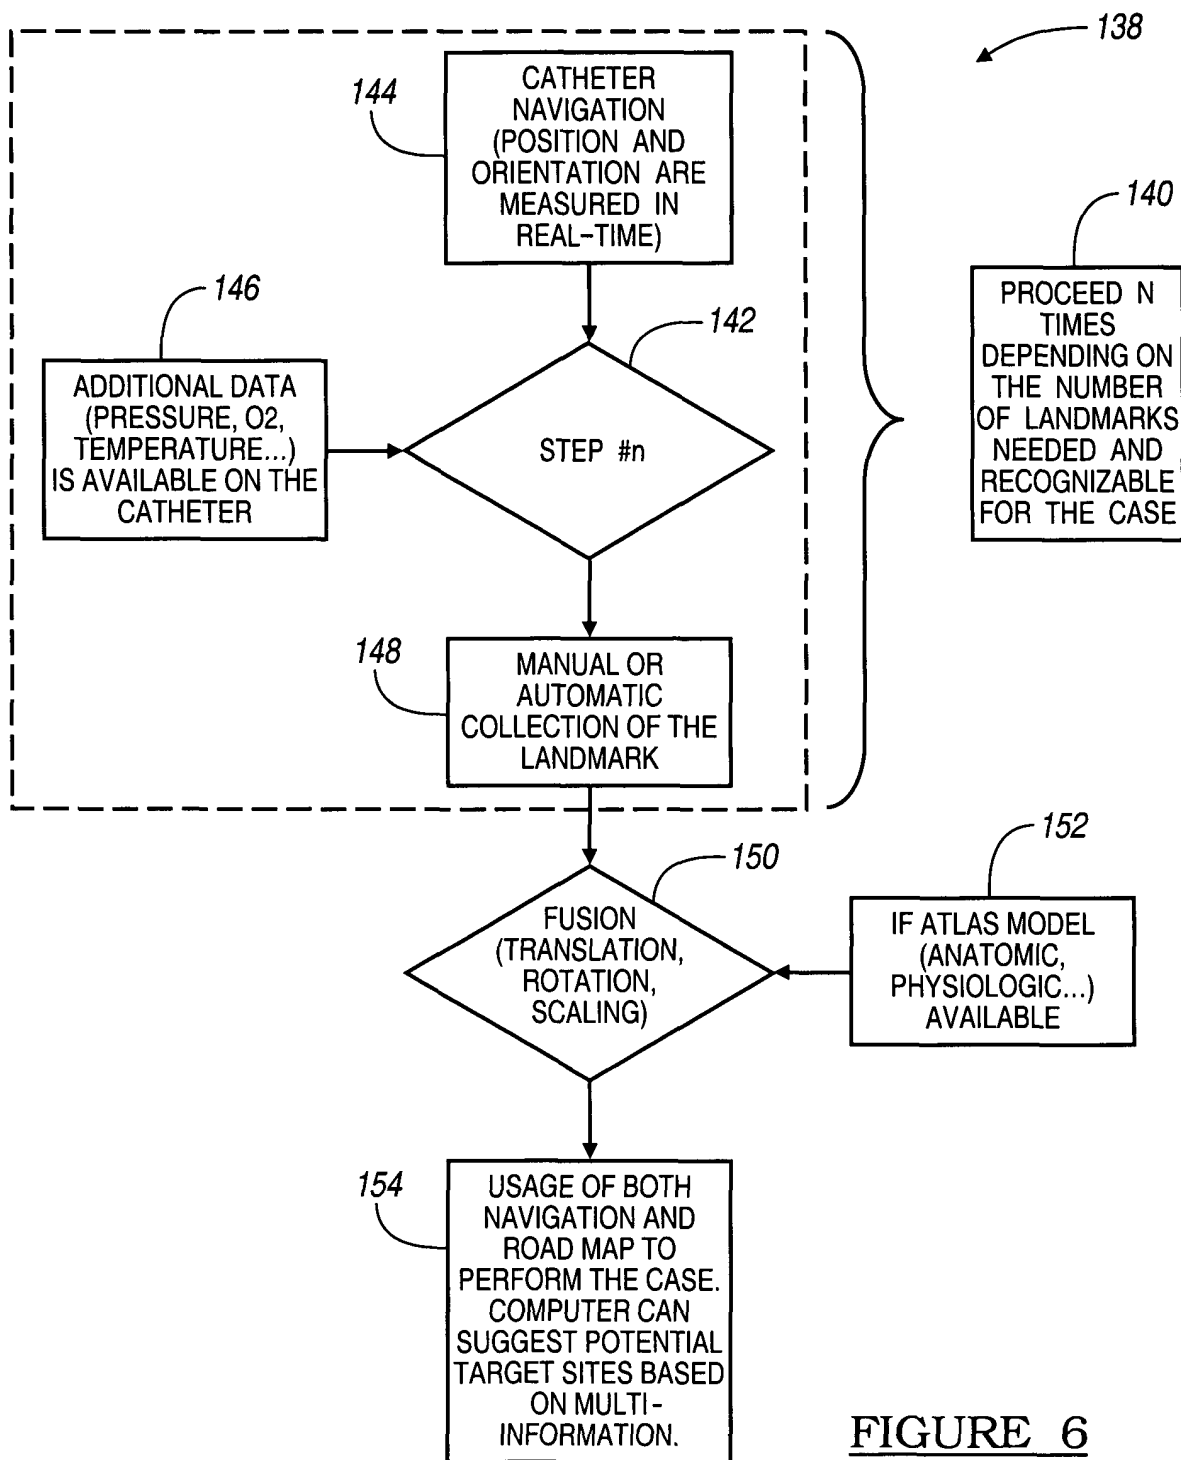 138
144
CATHETER
NAVIGATION
(POSITION AND
ORIENTATION ARE
MEASURED IN
REAL-TIME)
140
PROCEED N
TIMES
DEPENDING ON
THE NUMBER
OF LANDMARKS
NEEDED AND
RECOGNIZABLE
FOR THE CASE
146
ADDITIONAL DATA
(PRESSURE, O2,
TEMPERATURE...)
IS AVAILABLE ON THE
CATHETER
142
STEP #n
148
MANUAL OR
AUTOMATIC
COLLECTION OF THE
LANDMARK
150
FUSION
(TRANSLATION,
ROTATION,
SCALING)
152
IF ATLAS MODEL
(ANATOMIC,
PHYSIOLOGIC...)
AVAILABLE
154
USAGE OF BOTH
NAVIGATION AND
ROAD MAP TO
PERFORM THE CASE.
COMPUTER CAN
SUGGEST POTENTIAL
TARGET SITES BASED
ON MULTI-
INFORMATION.
FIGURE 6